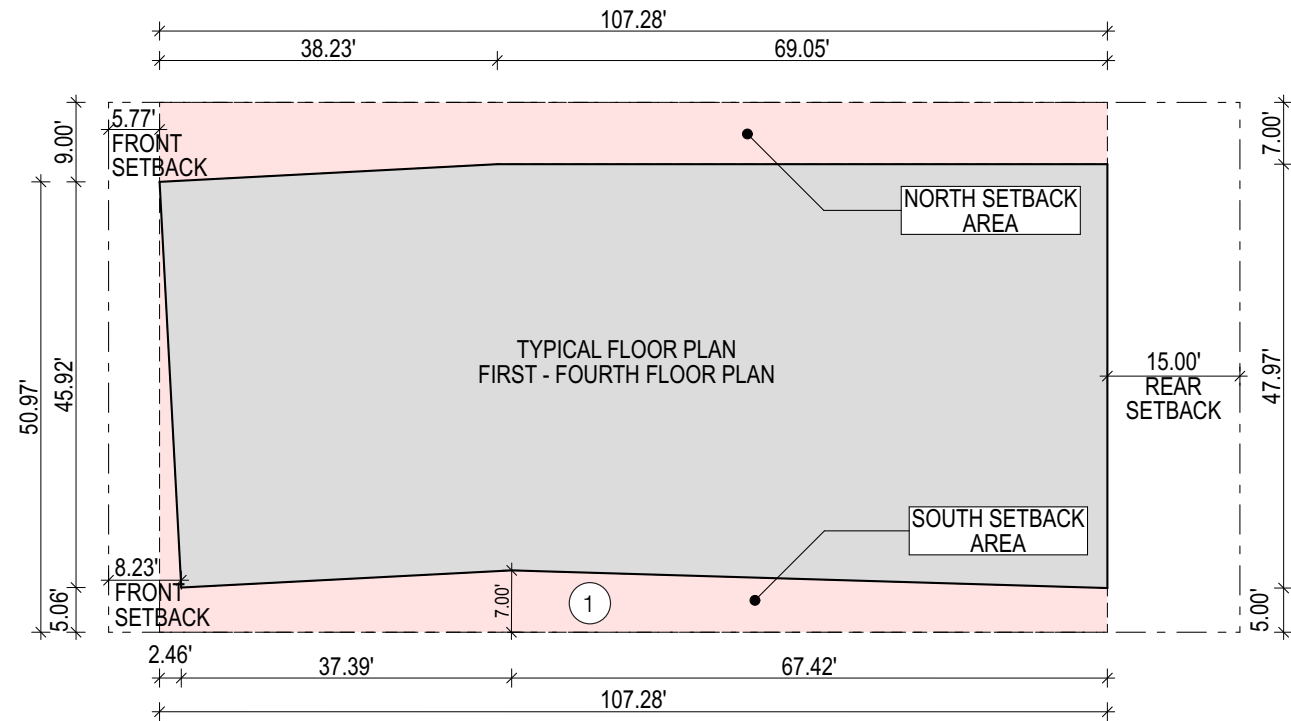 107.28'
38.23'
69.05'
9.00'
5.77'
FRONT
SETBACK
7.00'
NORTH SETBACK
AREA
50.97'
45.92'
TYPICAL FLOOR PLAN
FIRST - FOURTH FLOOR PLAN
15.00'
REAR
SETBACK
47.97'
SOUTH SETBACK
AREA
5.06'
8.23'
FRONT
SETBACK
7.00'
1
5.00'
2.46'
37.39'
67.42'
107.28'